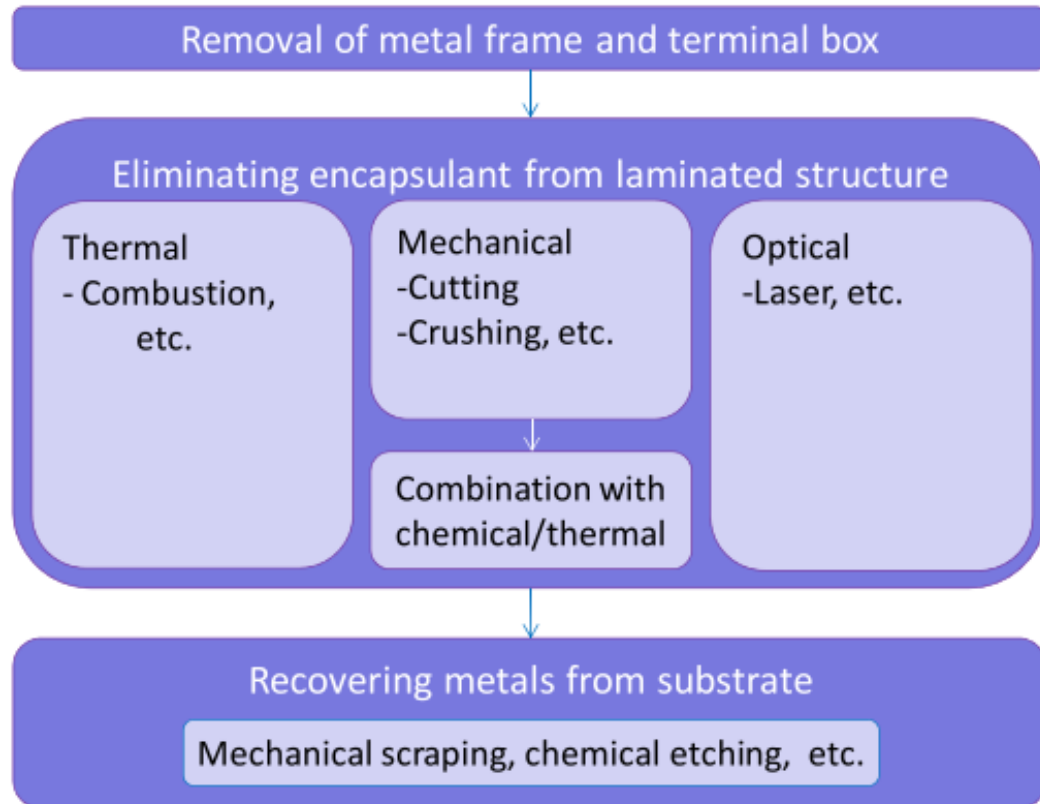 Removal of metal frame and terminal box
Eliminating encapsulant from laminated structure
Thermal
- Combustion,
etc.
Mechanical
-Cutting
-Crushing, etc.
Combination with
chemical/thermal
Optical
-Laser, etc.
Recovering metals from substrate
Mechanical scraping, chemical etching, etc.